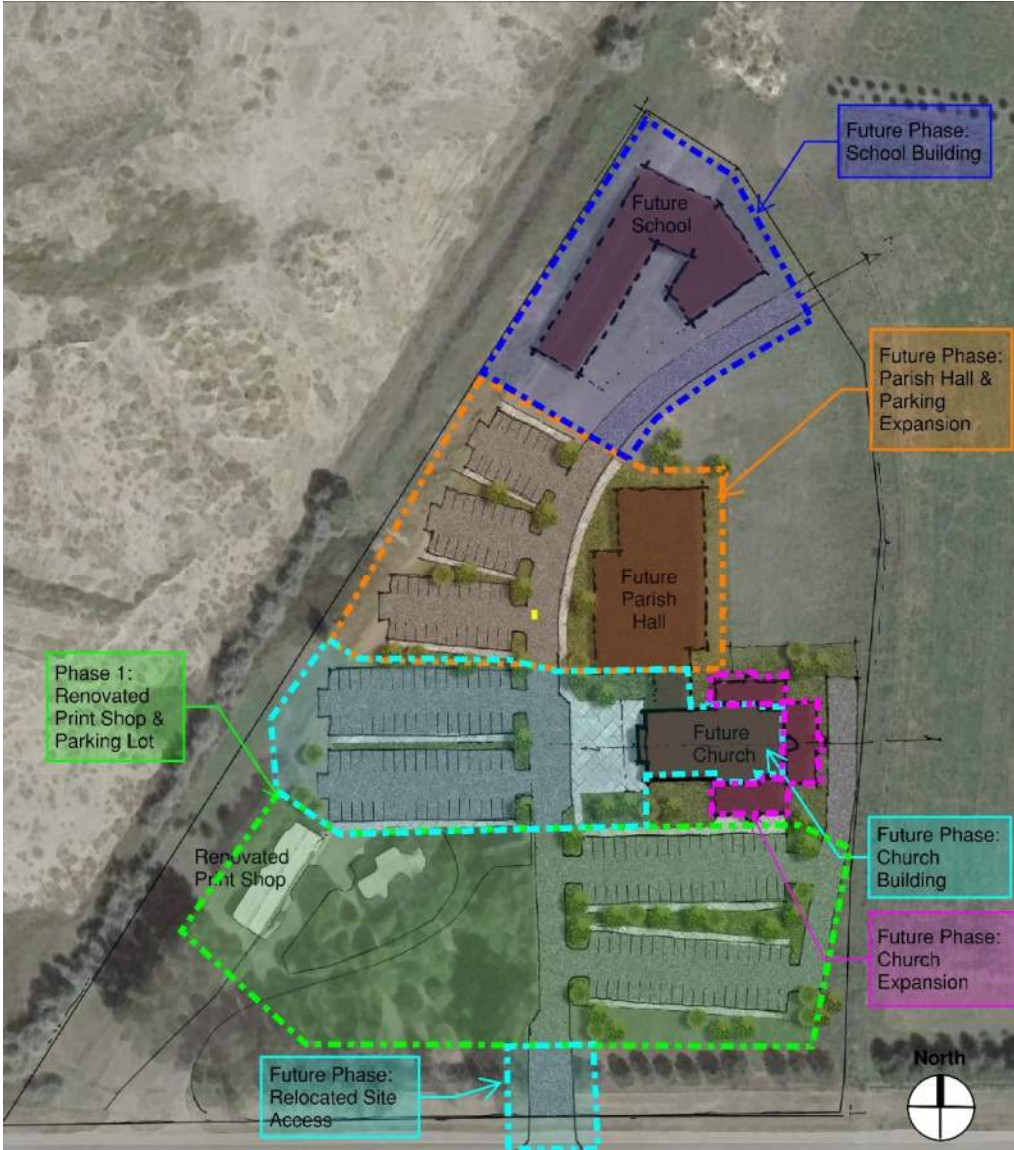 Future Phase:
School Building
Future
School
Future Phase:
Parish Hall &
Parking
Expansion
Future
Parish
Hall
Phase 1:
Renovated
Print Shop &
Parking Lot
Future
Church
Renovated
Print Shop
Future Phase:
Church
Building
Future Phase:
Church
Expansion
Future Phase:
Relocated Site
Access
North